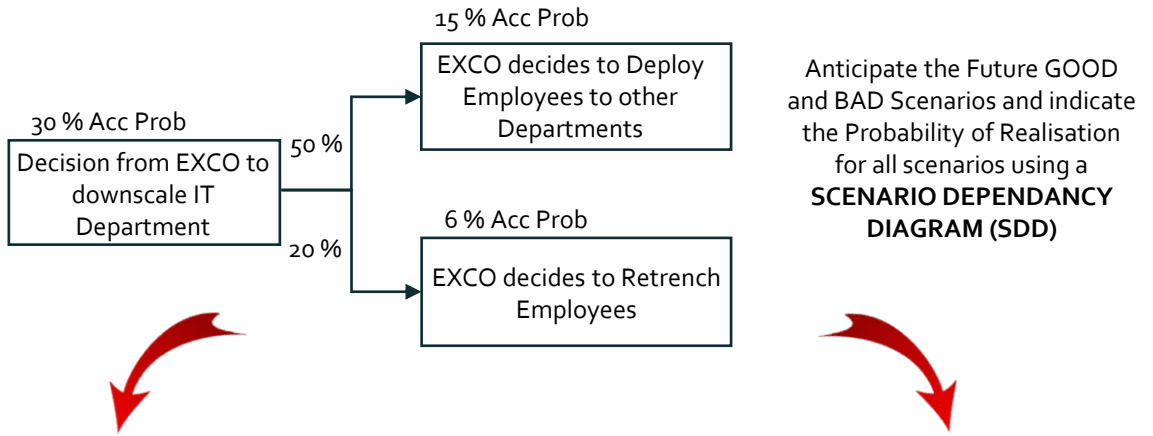 15 % Acc Prob
EXCO decides to Deploy
Employees to other
Departments
30 % Acc Prob
Decision from EXCO to
downscale IT
Department
50 %
20 %
6 % Acc Prob
EXCO decides to Retrench
Employees
Anticipate the Future GOOD
and BAD Scenarios and indicate
the Probability of Realisation
for all scenarios using a
SCENARIO DEPENDANCY
DIAGRAM (SDD)